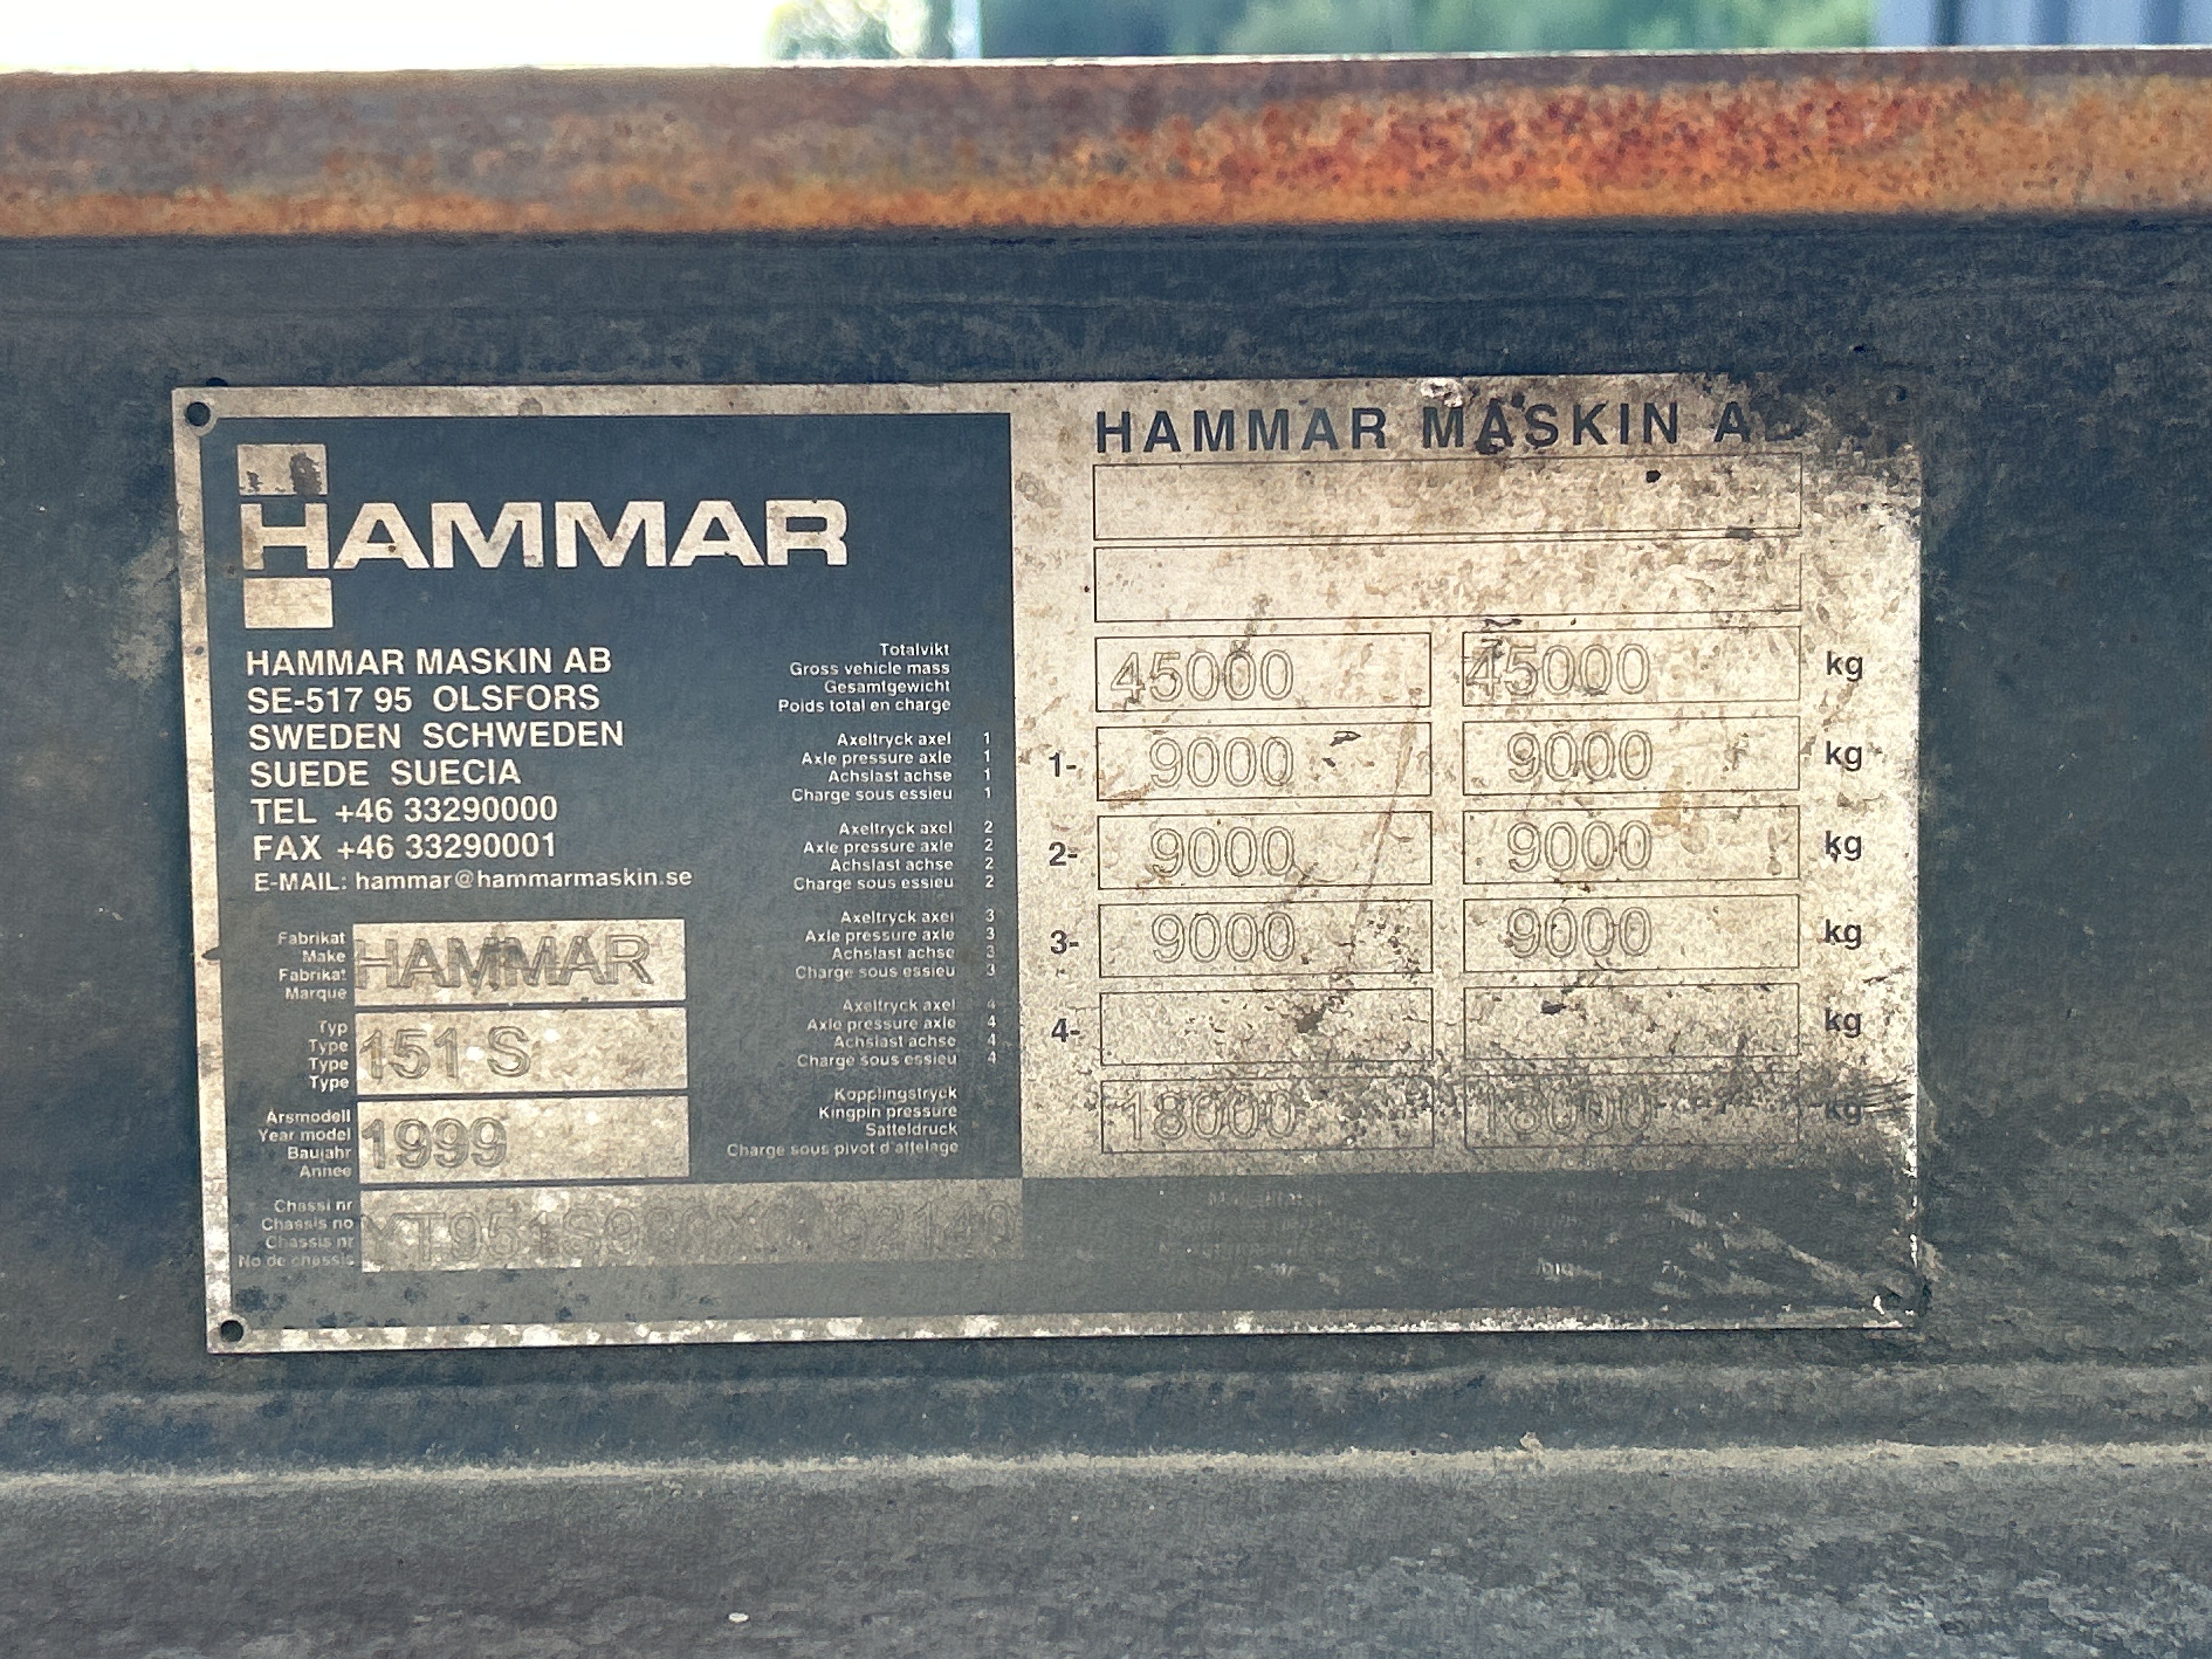 HAMMAR
HAMMAR MASKIN AB
SE-517 95 OLSFORS
SWEDEN SCHWEDEN
SUEDE SUECIA
TEL +46 33290000
FAX +46 33290001
E-MAIL: hammar@hammarmaskin.se
Fabrikat
Make
Fabrikat
Marque
HAMMAR
Typ
Type
Type
Type
151 S
Årsmodell
Year model
Baujahr
Annee
1999
Chassi nr
Chassis no
Chassis nr
No de chassis
Totalvikt
Gross vehicle mass
Gesamtgewicht
Poids total en charge
Axeltryck axel 1
Axle pressure axle 1
Achslast achse 1
Charge sous essieu 1
Axeltryck axel 2
Axle pressure axle 2
Achslast achse 2
Charge sous essieu 2
Axeltryck axel 3
Axle pressure axle 3
Achslast achse 3
Charge sous essieu 3
Axeltryck axel 4
Axle pressure axle 4
Achslast achse 4
Charge sous essieu 4
Kopplingstryck
Kingpin pressure
Satteldruck
Charge sous pivot d'attelage
HAMMAR MASKIN AB
45000 45000 kg
1- 9000 9000 kg
2- 9000 9000 kg
3- 9000 9000 kg
4- kg
18000 18000 kg